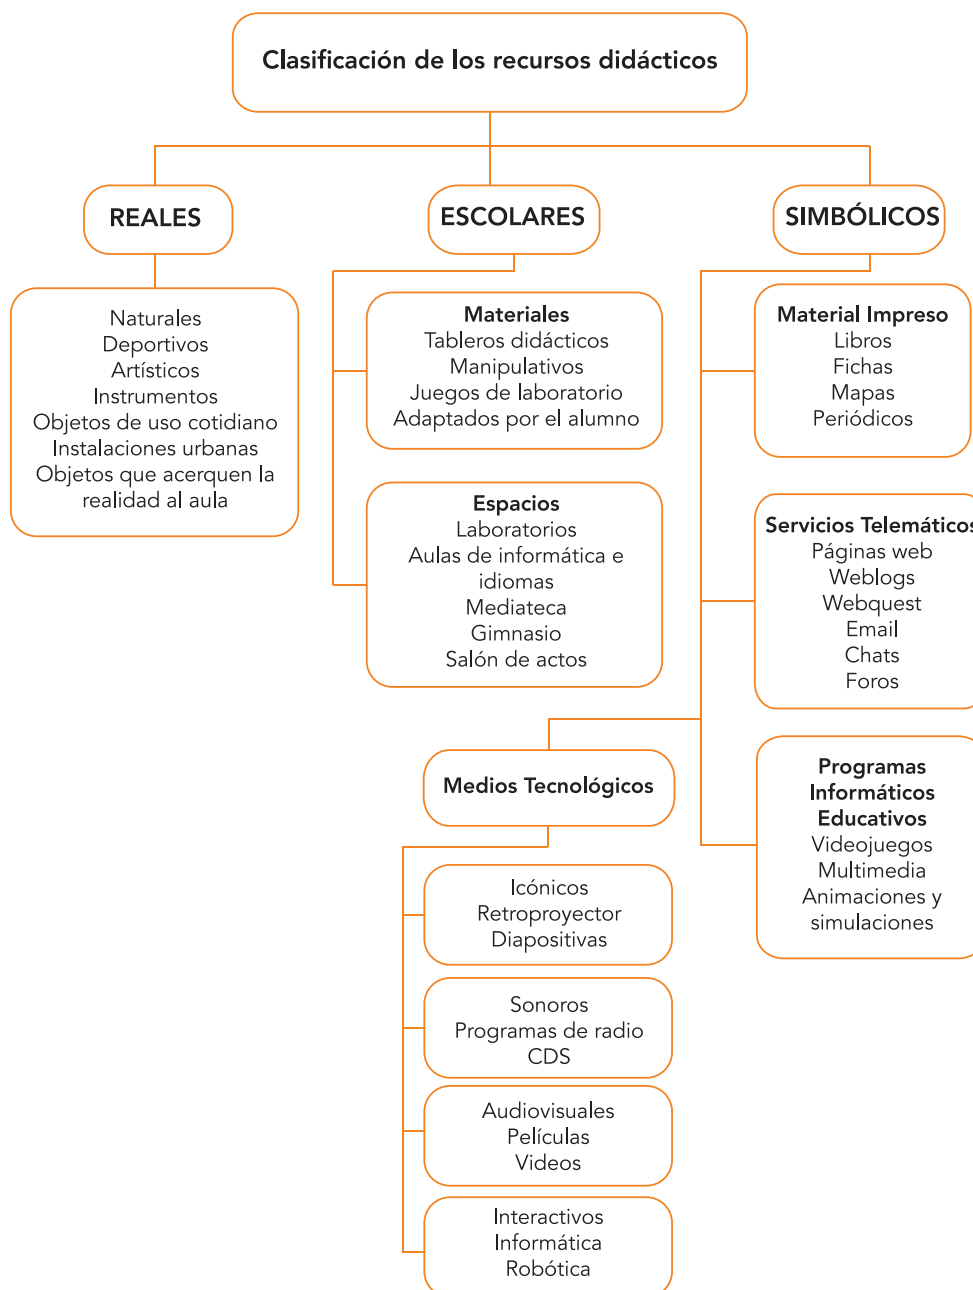 Clasificación de los recursos didácticos
REALES
Naturales
Deportivos
Artísticos
Instrumentos
Objetos de uso cotidiano
Instalaciones urbanas
Objetos que acerquen la
realidad al aula
ESCOLARES
Materiales
Tableros didácticos
Manipulativos
Juegos de laboratorio
Adaptados por el alumno
Espacios
Laboratorios
Aulas de informática e
idiomas
Mediateca
Gimnasio
Salón de actos
SIMBÓLICOS
Material Impreso
Libros
Fichas
Mapas
Periódicos
Servicios Telemáticos
Páginas web
Weblogs
Webquest
Email
Chats
Foros
Programas
Informáticos
Educativos
Videojuegos
Multimedia
Animaciones y
simulaciones
Medios Tecnológicos
Icónicos
Retroproyector
Diapositivas
Sonoros
Programas de radio
CDS
Audiovisuales
Películas
Videos
Interactivos
Informática
Robótica